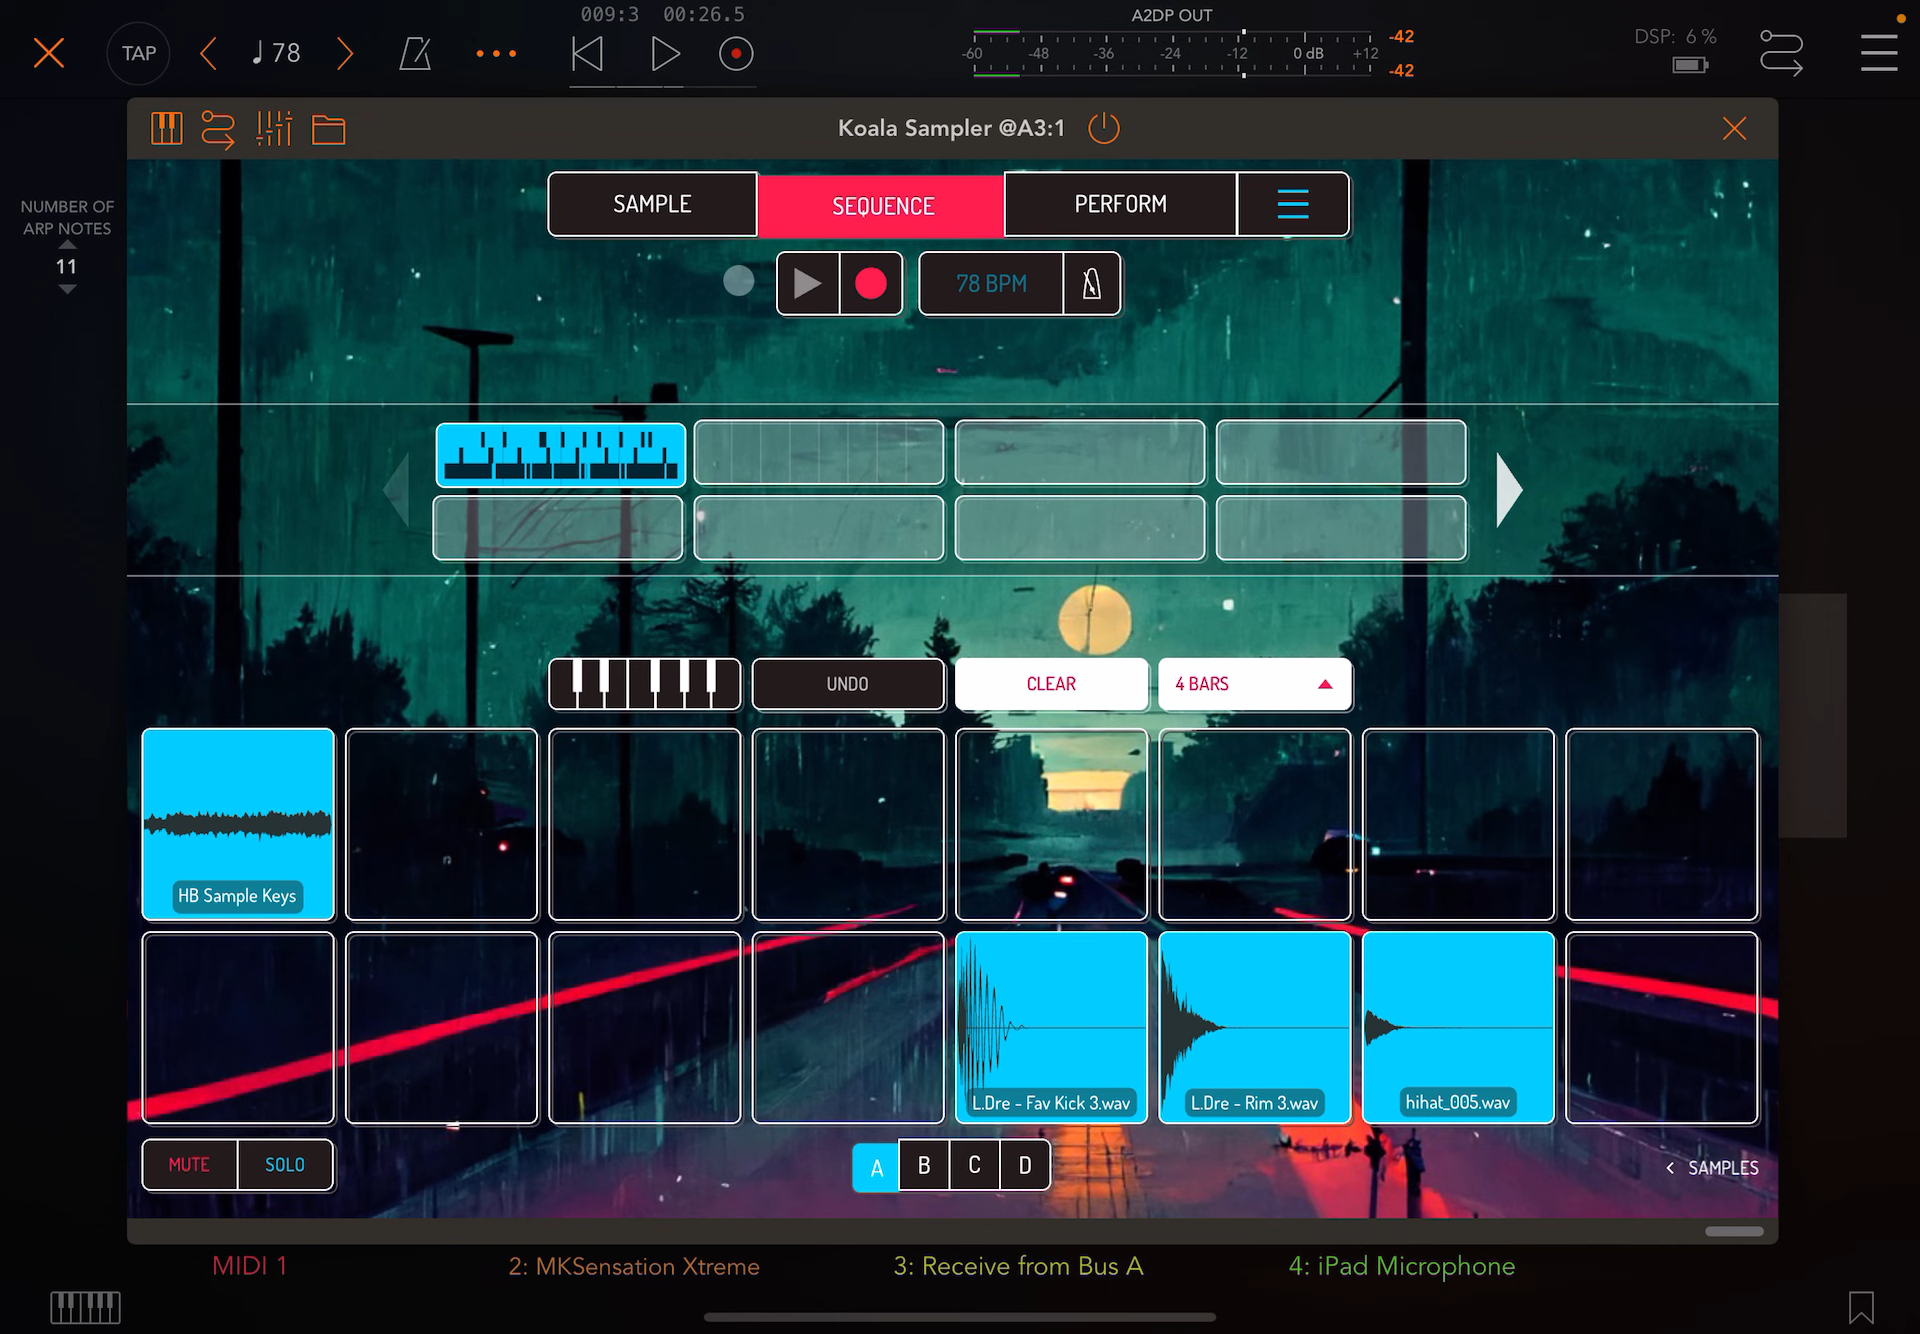 009:3 00:26.5
TAP
78
A2DP OUT
-60 -48 -36 -24 -12 0 dB +12
-42
-42
DSP: 6 %
Koala Sampler @A3:1
NUMBER OF
ARP NOTES
11
SAMPLE SEQUENCE PERFORM
78 BPM
UNDO CLEAR 4 BARS
HB Sample Keys
L.Dre - Fav Kick 3.wav L.Dre - Rim 3.wav hihat_005.wav
MUTE SOLO A B C D < SAMPLES
MIDI 1 2: MKSensation Xtreme 3: Receive from Bus A 4: iPad Microphone